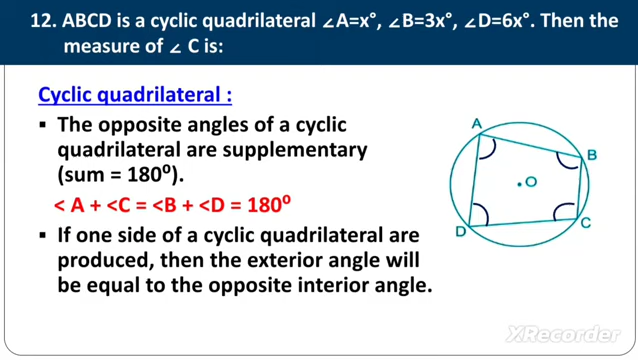 12. ABCD is a cyclic quadrilateral ∠A=x°, ∠B=3x°, ∠D=6x°. Then the
measure of ∠ C is:
Cyclic quadrilateral :
▪ The opposite angles of a cyclic
quadrilateral are supplementary
(sum = 180⁰).
< A + <C = <B + <D = 180⁰
▪ If one side of a cyclic quadrilateral are
produced, then the exterior angle will
be equal to the opposite interior angle.
A
B
O
C
D
XRecorder